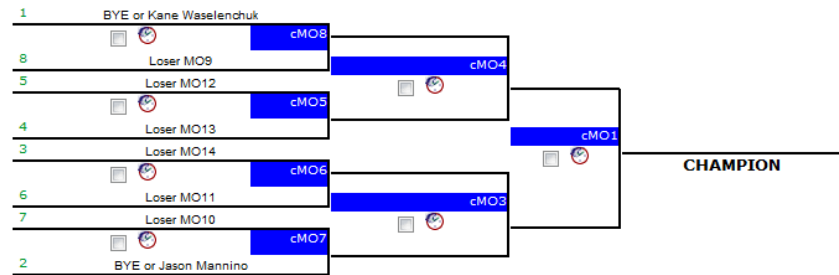 1 BYE or Kane Waselenchuk
cMO8
8 Loser MO9
cMO4
5 Loser MO12
cMO5
4 Loser MO13
cMO1
3 Loser MO14
CHAMPION
cMO6
6 Loser MO11
cMO3
7 Loser MO10
cMO7
2 BYE or Jason Mannino